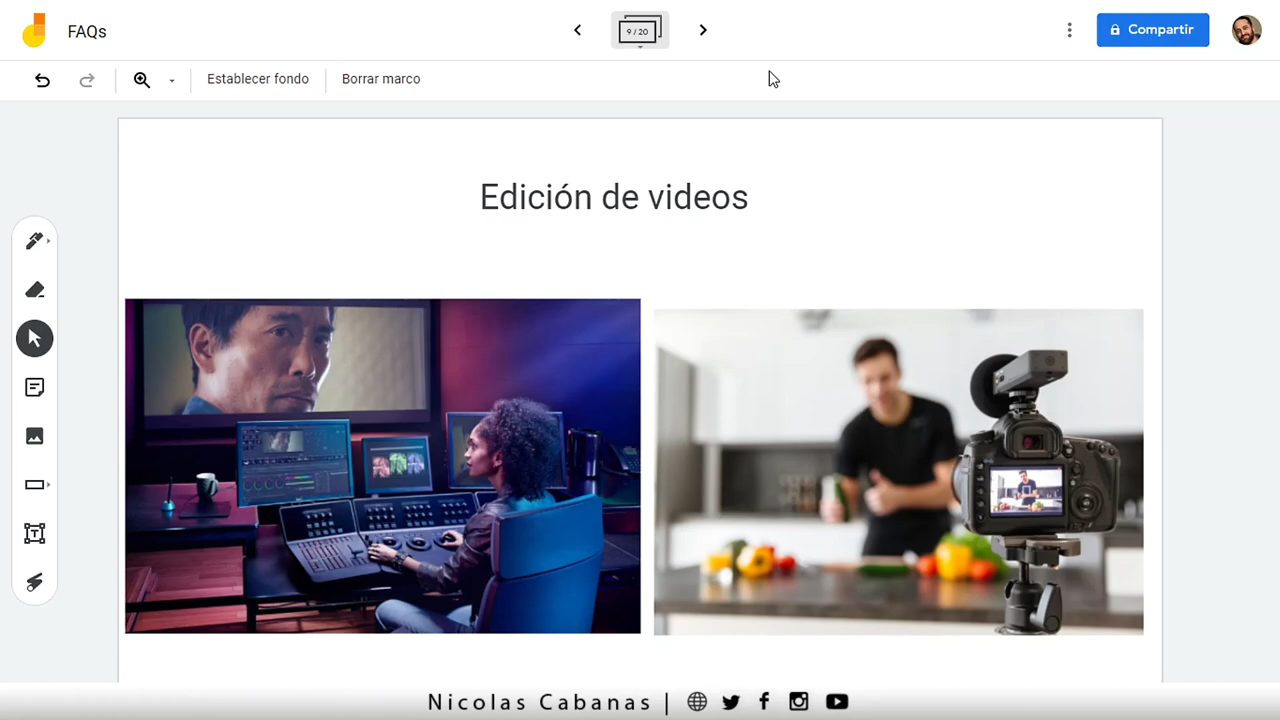 FAQs
9 / 20
Compartir
Establecer fondo
Borrar marco
Edición de videos
Nicolas Cabanas |